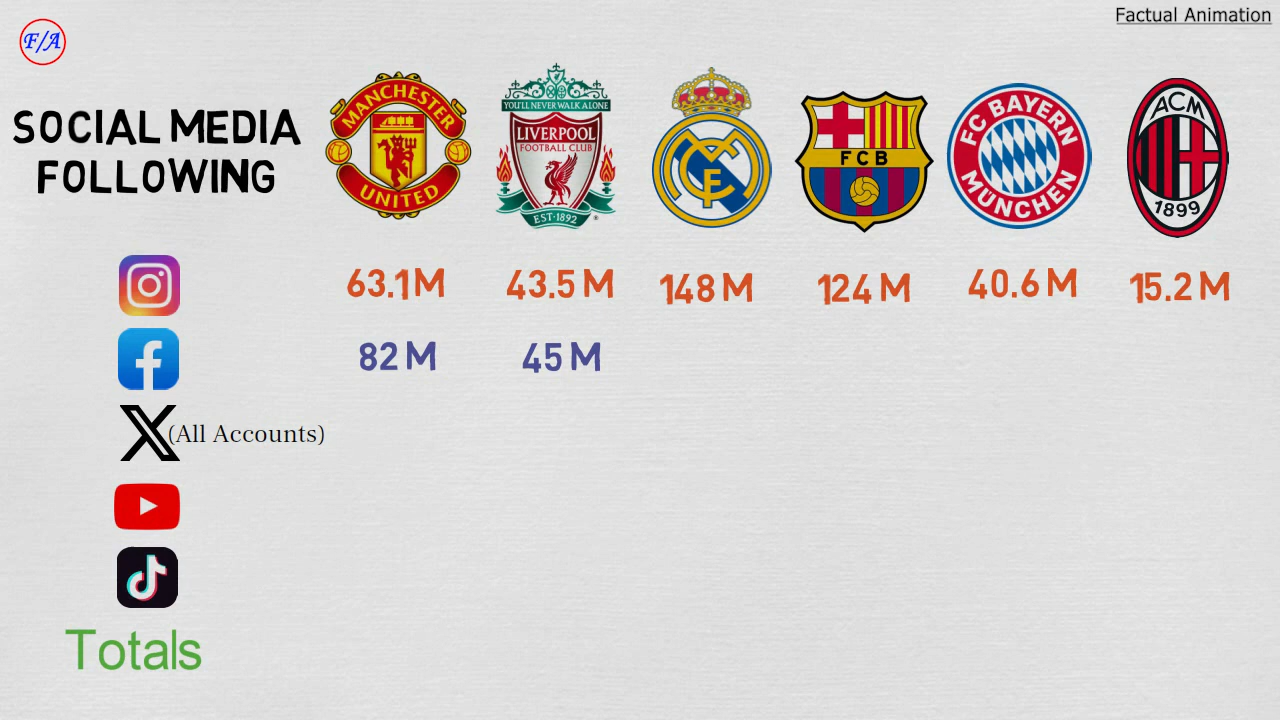 Factual Animation
F/A
SOCIAL MEDIA
FOLLOWING
MANCHESTER
UNITED
YOU'LL NEVER WALK ALONE
LIVERPOOL
FOOTBALL CLUB
EST·1892
FCB
FC BAYERN
MÜNCHEN
ACM
1899
63.1M 43.5M 148M 124M 40.6M 15.2M
82M 45M
(All Accounts)
Totals